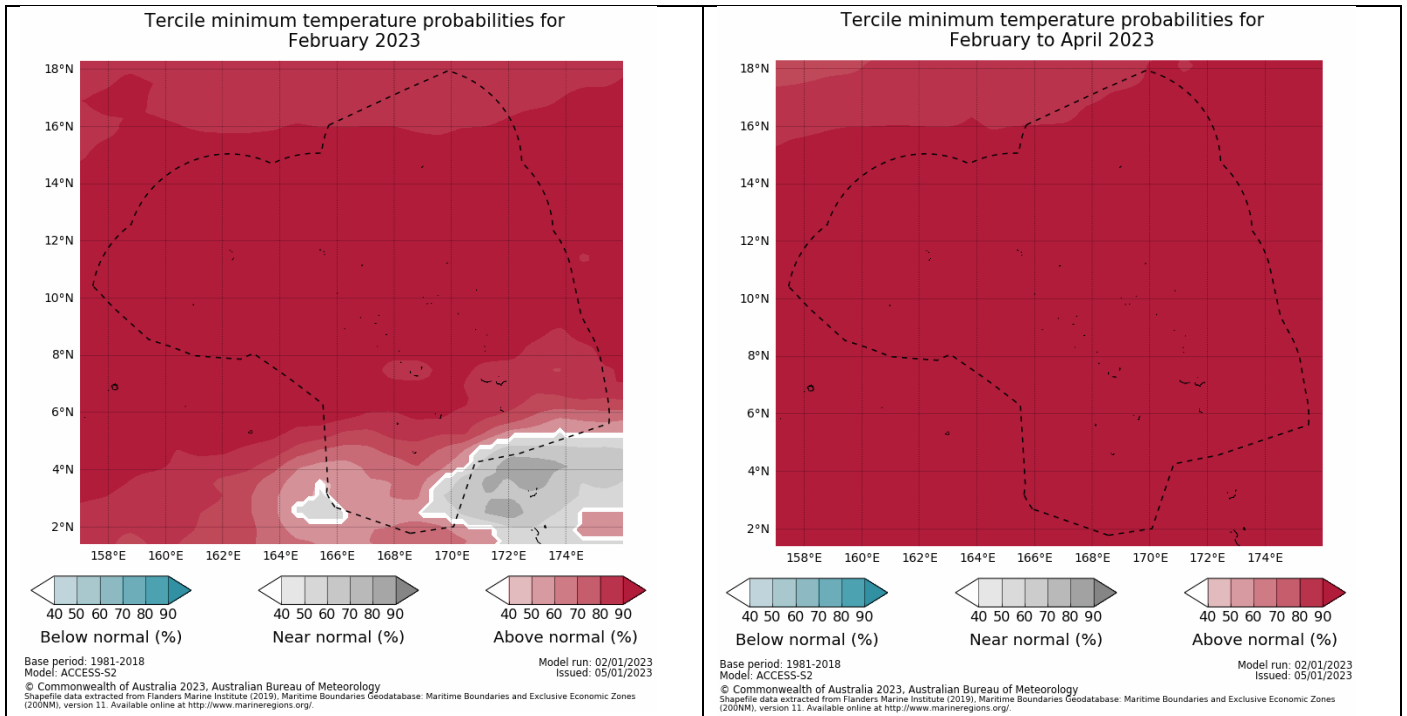 Tercile minimum temperature probabilities for
February 2023
18°N
16°N
14°N
12°N
10°N
8°N
6°N
4°N
2°N
158°E 160°E 162°E 164°E 166°E 168°E 170°E 172°E 174°E
40 50 60 70 80 90
Below normal (%)
40 50 60 70 80 90
Near normal (%)
40 50 60 70 80 90
Above normal (%)
Base period: 1981-2018
Model: ACCESS-S2
Model run: 02/01/2023
Issued: 05/01/2023
© Commonwealth of Australia 2023, Australian Bureau of Meteorology
Shapefile data extracted from Flanders Marine Institute (2019), Maritime Boundaries Geodatabase: Maritime Boundaries and Exclusive Economic Zones
(200NM), version 11. Available online at http://www.marineregions.org/.
Tercile minimum temperature probabilities for
February to April 2023
18°N
16°N
14°N
12°N
10°N
8°N
6°N
4°N
2°N
158°E 160°E 162°E 164°E 166°E 168°E 170°E 172°E 174°E
40 50 60 70 80 90
Below normal (%)
40 50 60 70 80 90
Near normal (%)
40 50 60 70 80 90
Above normal (%)
Base period: 1981-2018
Model: ACCESS-S2
Model run: 02/01/2023
Issued: 05/01/2023
© Commonwealth of Australia 2023, Australian Bureau of Meteorology
Shapefile data extracted from Flanders Marine Institute (2019), Maritime Boundaries Geodatabase: Maritime Boundaries and Exclusive Economic Zones
(200NM), version 11. Available online at http://www.marineregions.org/.